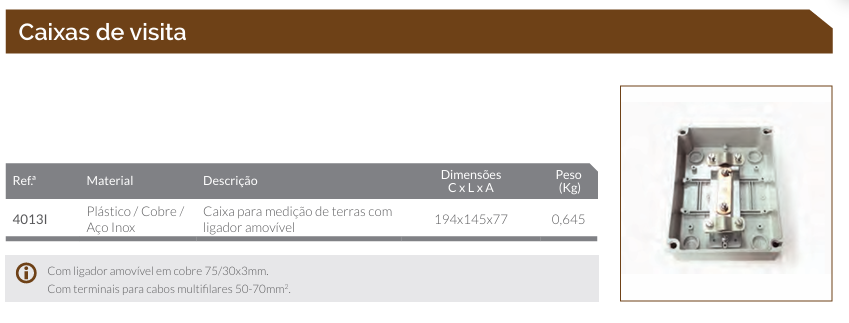 Caixas de visita
Ref.ª Material Descrição Dimensões C x L x A Peso (Kg)
4013I Plástico / Cobre / Aço Inox Caixa para medição de terras com ligador amovível 194x145x77 0,645
Com ligador amovível em cobre 75/30x3mm.
Com terminais para cabos multifilares 50-70mm².